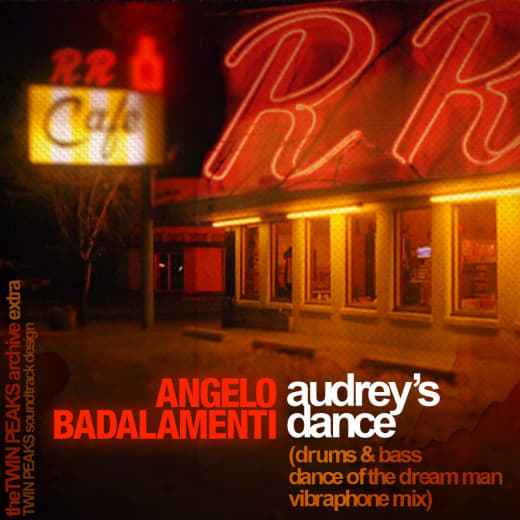 RR
Cafe
RR
theTWIN PEAKS archive extra
TWIN PEAKS soundtrack design
ANGELO
BADALAMENTI
audrey's
dance
(drums & bass
dance of the dream man
vibraphone mix)